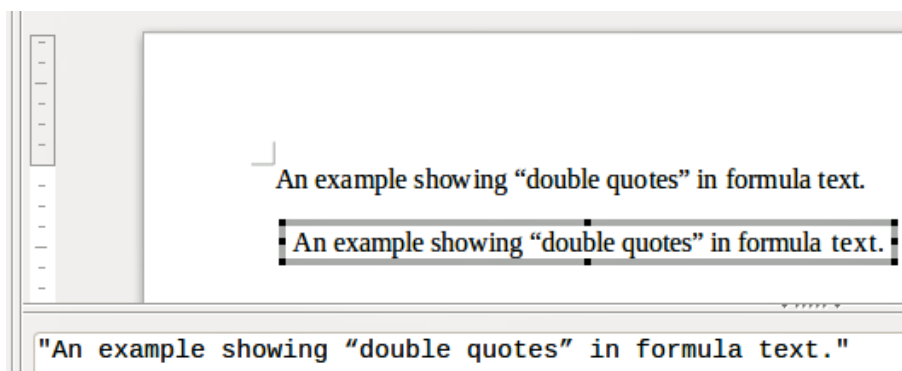 An example showing “double quotes” in formula text.
An example showing “double quotes” in formula text.
"An example showing “double quotes” in formula text."